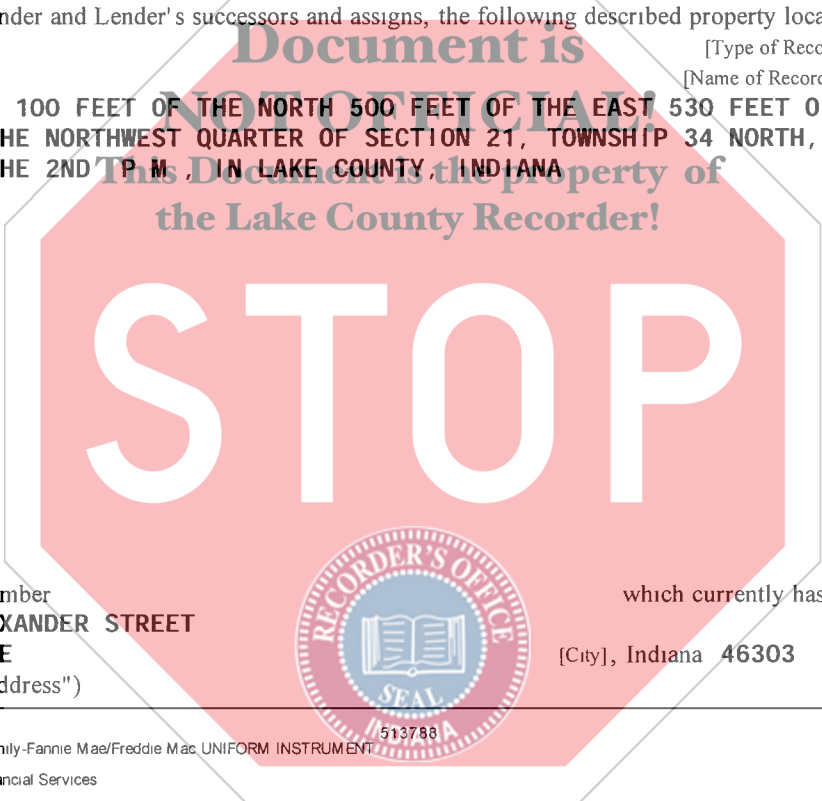 nder and Lender's successors and assigns, the following described property loca
Document is
[Type of Reco
[Name of Record
100 FEET OF THE NORTH 500 FEET OF THE EAST 530 FEET O
NOT OFFICIAL!
HE NORTHWEST QUARTER OF SECTION 21, TOWNSHIP 34 NORTH,
HE 2ND P M , IN LAKE COUNTY, INDIANA
This Document is the property of
the Lake County Recorder!
STOP
mber which currently has
XANDER STREET
E [City], Indiana 46303
ddress")
RECORDER'S OFFICE
SEAL
INDIANA
513788
nily-Fannie Mae/Freddie Mac UNIFORM INSTRUMENT
ancial Services